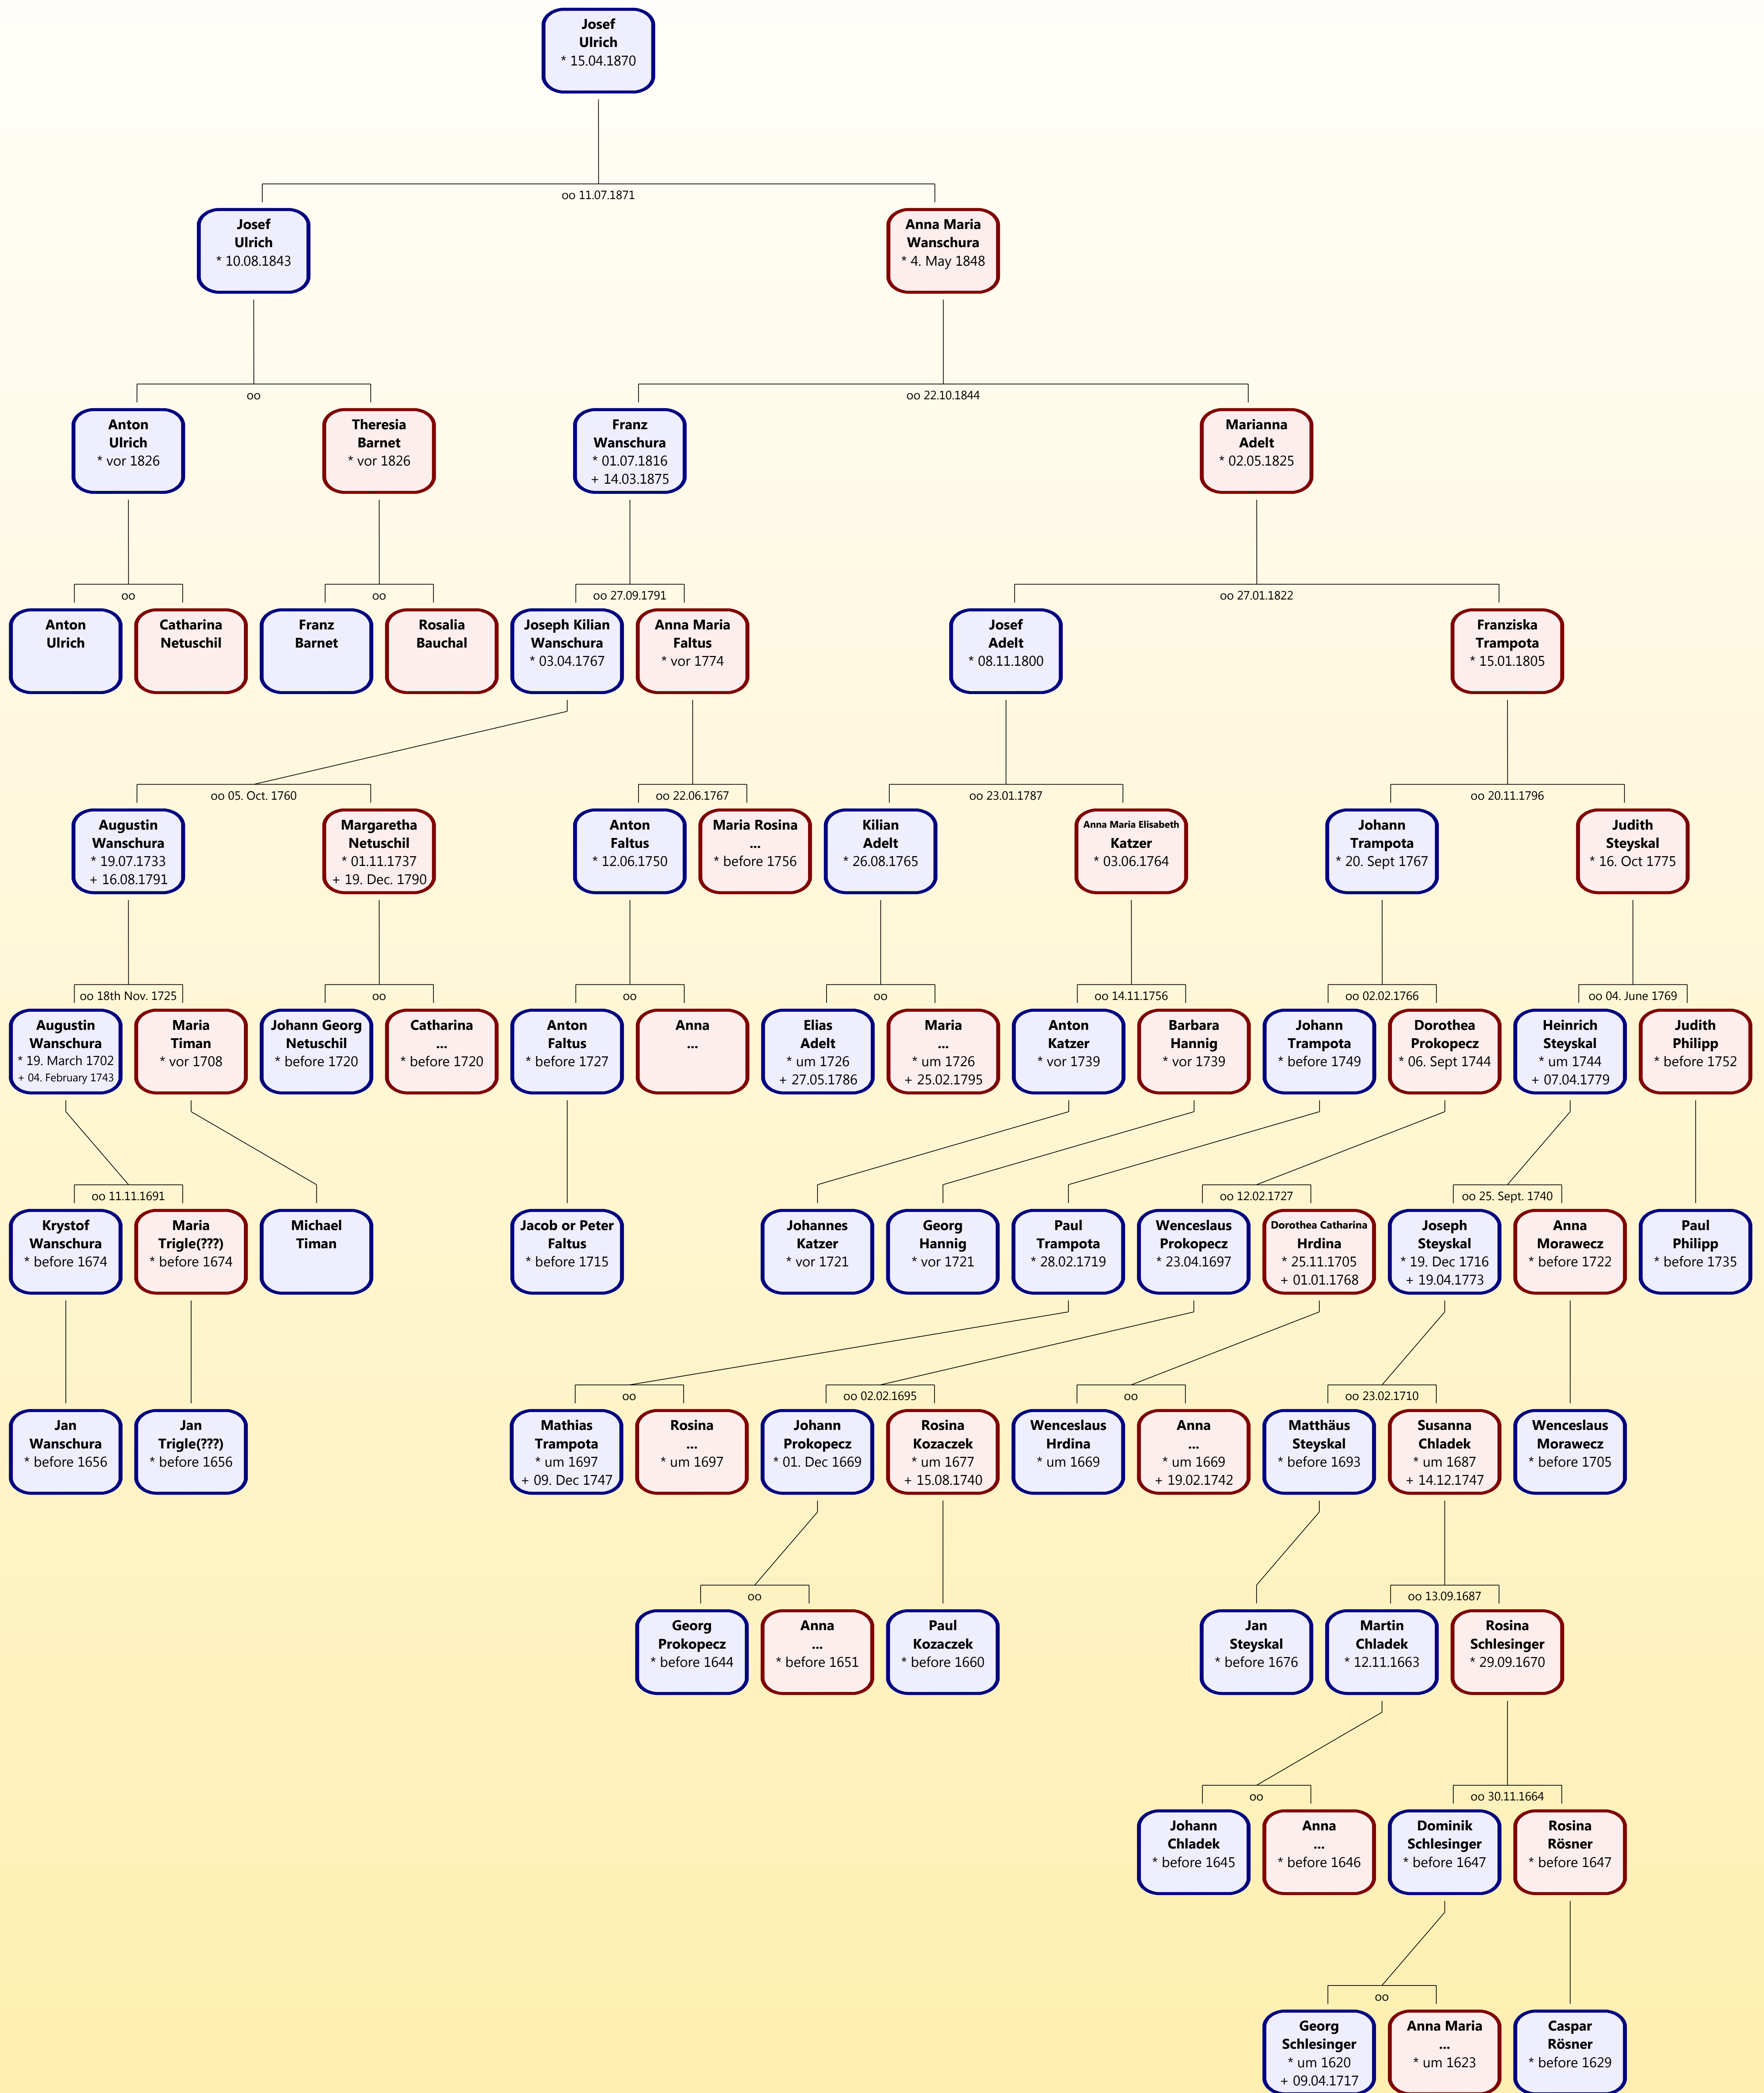 Josef
Ulrich
* 15.04.1870
oo 11.07.1871
Josef
Ulrich
* 10.08.1843
Anna Maria
Wanschura
* 4. May 1848
oo
oo 22.10.1844
Anton
Ulrich
* vor 1826
Theresia
Barnet
* vor 1826
Franz
Wanschura
* 01.07.1816
+ 14.03.1875
Marianna
Adelt
* 02.05.1825
oo
oo
oo 27.09.1791
oo 27.01.1822
Anton
Ulrich
Catharina
Netuschil
Franz
Barnet
Rosalia
Bauchal
Joseph Kilian
Wanschura
* 03.04.1767
Anna Maria
Faltus
* vor 1774
Josef
Adelt
* 08.11.1800
Franziska
Trampota
* 15.01.1805
oo 05. Oct. 1760
oo 22.06.1767
oo 23.01.1787
oo 20.11.1796
Augustin
Wanschura
* 19.07.1733
+ 16.08.1791
Margaretha
Netuschil
* 01.11.1737
+ 19. Dec. 1790
Anton
Faltus
* 12.06.1750
Maria Rosina
...
* before 1756
Kilian
Adelt
* 26.08.1765
Anna Maria Elisabeth
Katzer
* 03.06.1764
Johann
Trampota
* 20. Sept 1767
Judith
Steyskal
* 16. Oct 1775
oo 18th Nov. 1725
oo
oo
oo
oo 14.11.1756
oo 02.02.1766
oo 04. June 1769
Augustin
Wanschura
* 19. March 1702
+ 04. February 1743
Maria
Timan
* vor 1708
Johann Georg
Netuschil
* before 1720
Catharina
...
* before 1720
Anton
Faltus
* before 1727
Anna
...
Elias
Adelt
* um 1726
+ 27.05.1786
Maria
...
* um 1726
+ 25.02.1795
Anton
Katzer
* vor 1739
Barbara
Hannig
* vor 1739
Johann
Trampota
* before 1749
Dorothea
Prokopecz
* 06. Sept 1744
Heinrich
Steyskal
* um 1744
+ 07.04.1779
Judith
Philipp
* before 1752
oo 11.11.1691
oo 12.02.1727
oo 25. Sept. 1740
Krystof
Wanschura
* before 1674
Maria
Trigle(???)
* before 1674
Michael
Timan
Jacob or Peter
Faltus
* before 1715
Johannes
Katzer
* vor 1721
Georg
Hannig
* vor 1721
Paul
Trampota
* 28.02.1719
Wenceslaus
Prokopecz
* 23.04.1697
Dorothea Catharina
Hrdina
* 25.11.1705
+ 01.01.1768
Joseph
Steyskal
* 19. Dec 1716
+ 19.04.1773
Anna
Morawecz
* before 1722
Paul
Philipp
* before 1735
oo
oo 02.02.1695
oo
oo 23.02.1710
Jan
Wanschura
* before 1656
Jan
Trigle(???)
* before 1656
Mathias
Trampota
* um 1697
+ 09. Dec 1747
Rosina
...
* um 1697
Johann
Prokopecz
* 01. Dec 1669
Rosina
Kozaczek
* um 1677
+ 15.08.1740
Wenceslaus
Hrdina
* um 1669
Anna
...
* um 1669
+ 19.02.1742
Matthäus
Steyskal
* before 1693
Susanna
Chladek
* um 1687
+ 14.12.1747
Wenceslaus
Morawecz
* before 1705
oo
oo 13.09.1687
Georg
Prokopecz
* before 1644
Anna
...
* before 1651
Paul
Kozaczek
* before 1660
Jan
Steyskal
* before 1676
Martin
Chladek
* 12.11.1663
Rosina
Schlesinger
* 29.09.1670
oo
oo 30.11.1664
Johann
Chladek
* before 1645
Anna
...
* before 1646
Dominik
Schlesinger
* before 1647
Rosina
Rösner
* before 1647
oo
Georg
Schlesinger
* um 1620
+ 09.04.1717
Anna Maria
...
* um 1623
Caspar
Rösner
* before 1629